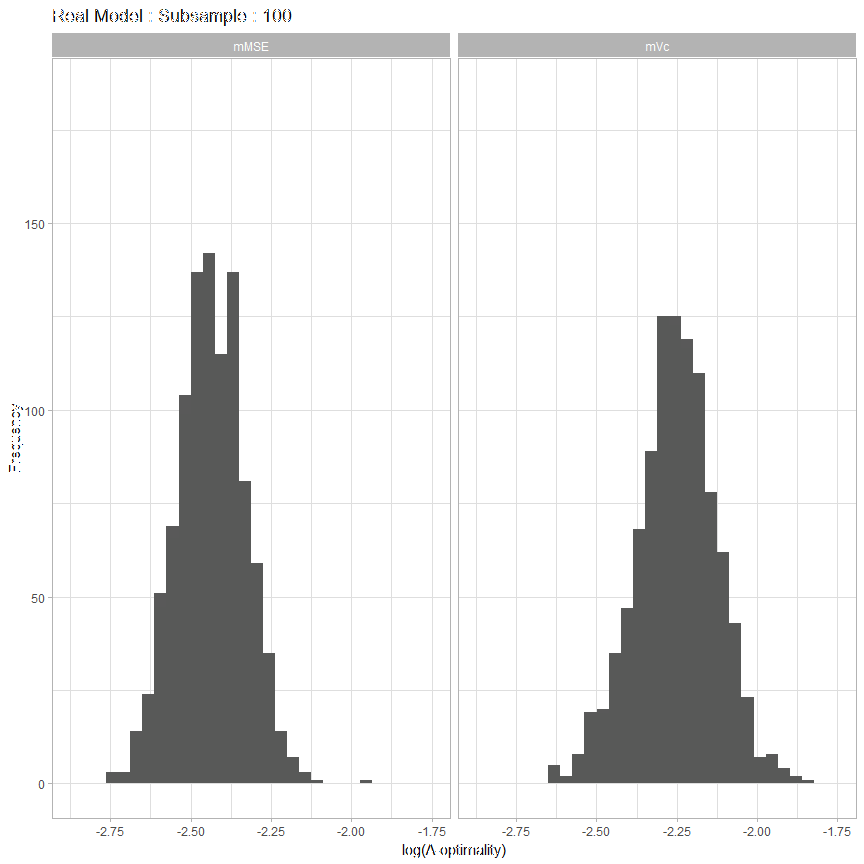 Real Model : Subsample : 100
mMSE mVc
Frequency
150
100
50
0
-2.75 -2.50 -2.25 -2.00 -1.75 -2.75 -2.50 -2.25 -2.00 -1.75
log(A-optimality)